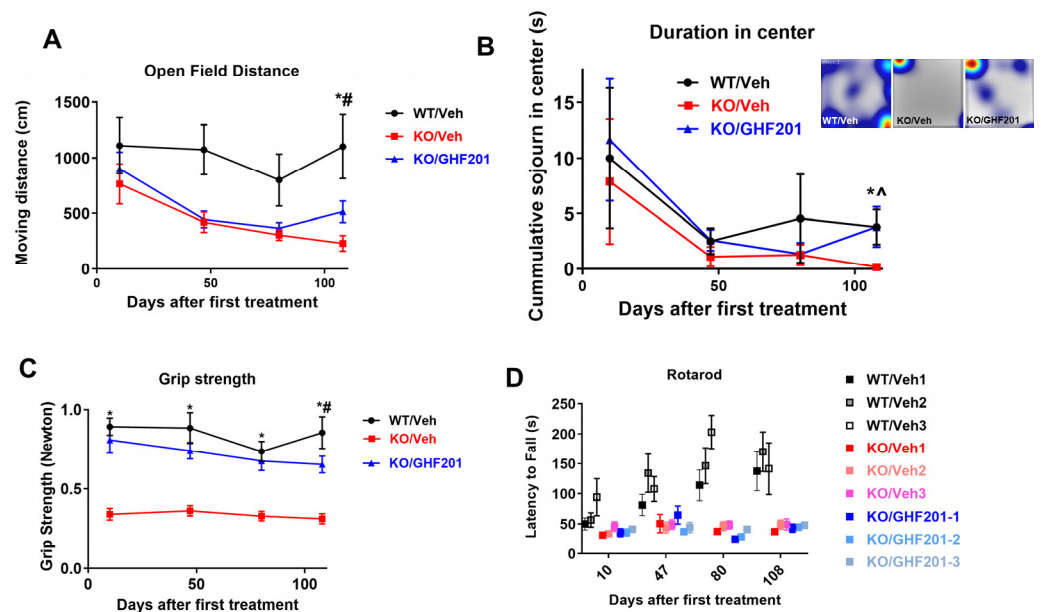 A
Open Field Distance
Moving distance (cm)
1500
1000
500
0
0
50
100
Days after first treatment
*#
WT/Veh
KO/Veh
KO/GHF201
B
Duration in center
Cummulative sojourn in center (s)
15
10
5
0
0
50
100
Days after first treatment
WT/Veh
KO/Veh
KO/GHF201
*^
WT/Veh
KO/Veh
KO/GHF201
C
Grip strength
Grip Strength (Newton)
1.0
0.5
0.0
0
50
100
Days after first treatment
*
*
*
*#
WT/Veh
KO/Veh
KO/GHF201
D
Rotarod
Latency to Fall (s)
250
200
150
100
50
0
10
47
80
108
Days after first treatment
WT/Veh1
WT/Veh2
WT/Veh3
KO/Veh1
KO/Veh2
KO/Veh3
KO/GHF201-1
KO/GHF201-2
KO/GHF201-3